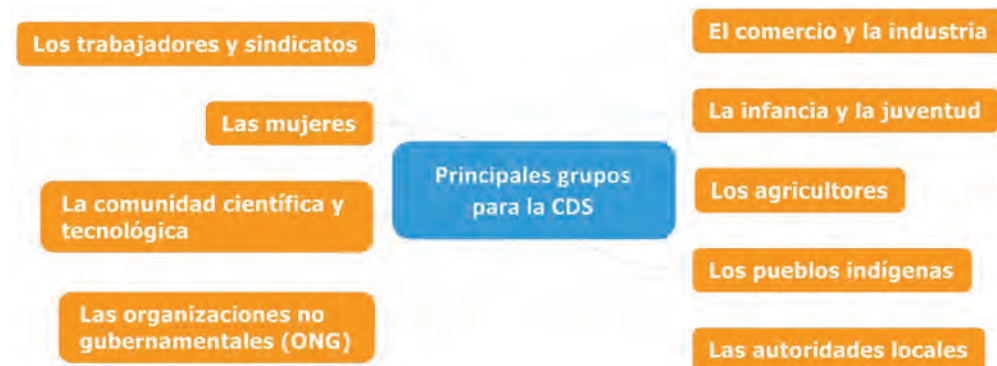 Los trabajadores y sindicatos
Las mujeres
La comunidad científica y
tecnológica
Las organizaciones no
gubernamentales (ONG)
Principales grupos
para la CDS
El comercio y la industria
La infancia y la juventud
Los agricultores
Los pueblos indígenas
Las autoridades locales